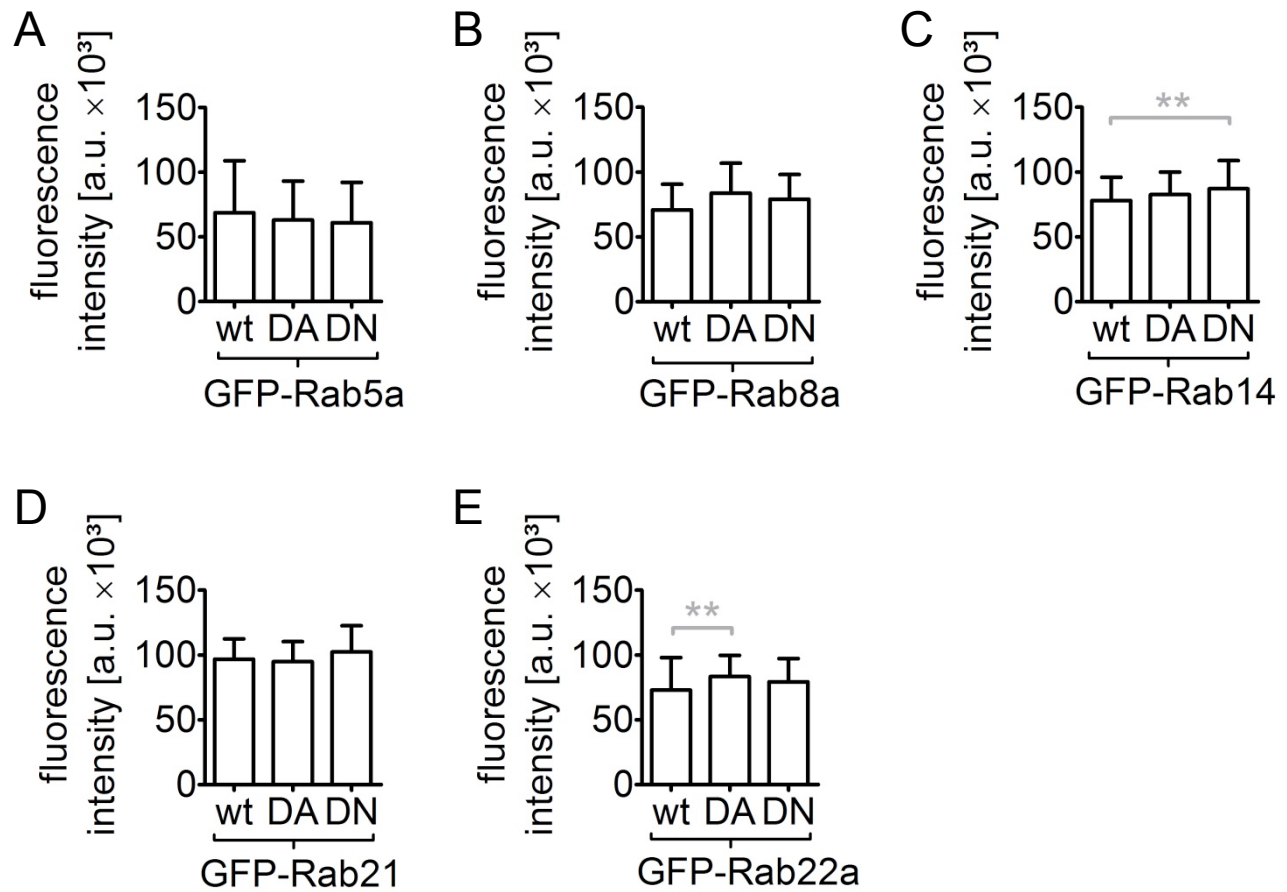 A
fluorescence
intensity [a.u. ×10³]
150
100
50
0
wt DA DN
GFP-Rab5a
B
fluorescence
intensity [a.u. ×10³]
150
100
50
0
wt DA DN
GFP-Rab8a
C
fluorescence
intensity [a.u. ×10³]
150
100
50
0
**
wt DA DN
GFP-Rab14
D
fluorescence
intensity [a.u. ×10³]
150
100
50
0
wt DA DN
GFP-Rab21
E
fluorescence
intensity [a.u. ×10³]
150
100
50
0
**
wt DA DN
GFP-Rab22a